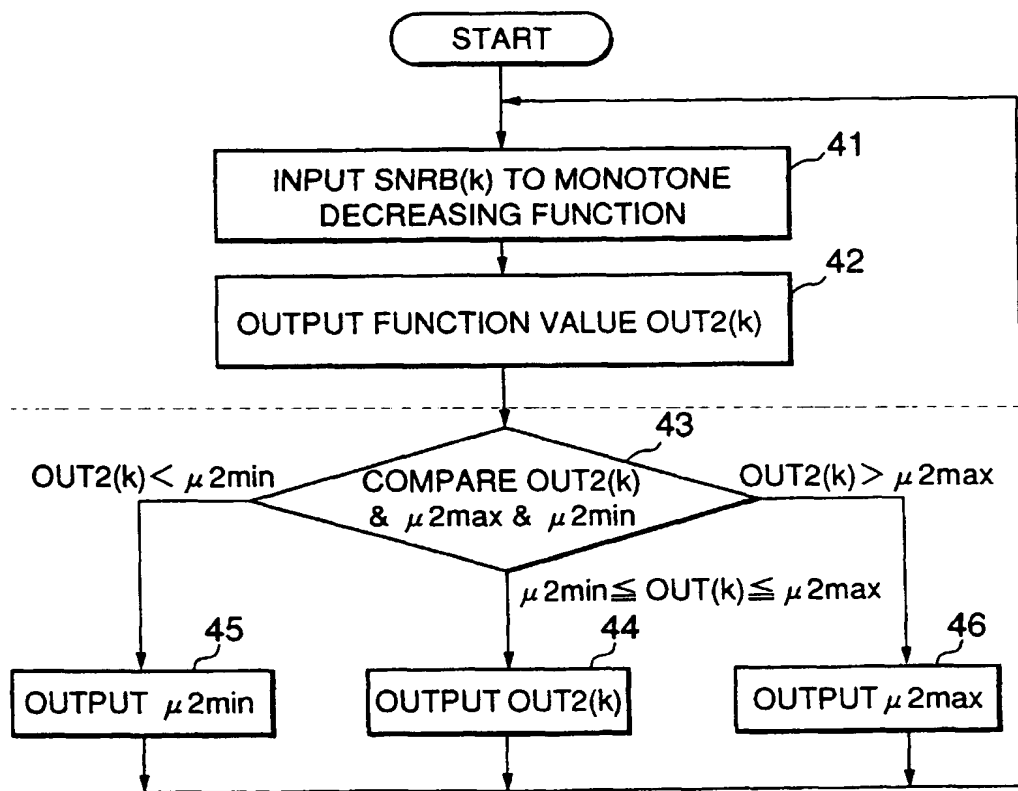 START
41
INPUT SNRB(k) TO MONOTONE
DECREASING FUNCTION
42
OUTPUT FUNCTION VALUE OUT2(k)
43
OUT2(k) < μ2min
COMPARE OUT2(k)
& μ2max & μ2min
OUT2(k) > μ2max
μ2min ≦ OUT(k) ≦ μ2max
45
OUTPUT μ2min
44
OUTPUT OUT2(k)
46
OUTPUT μ2max